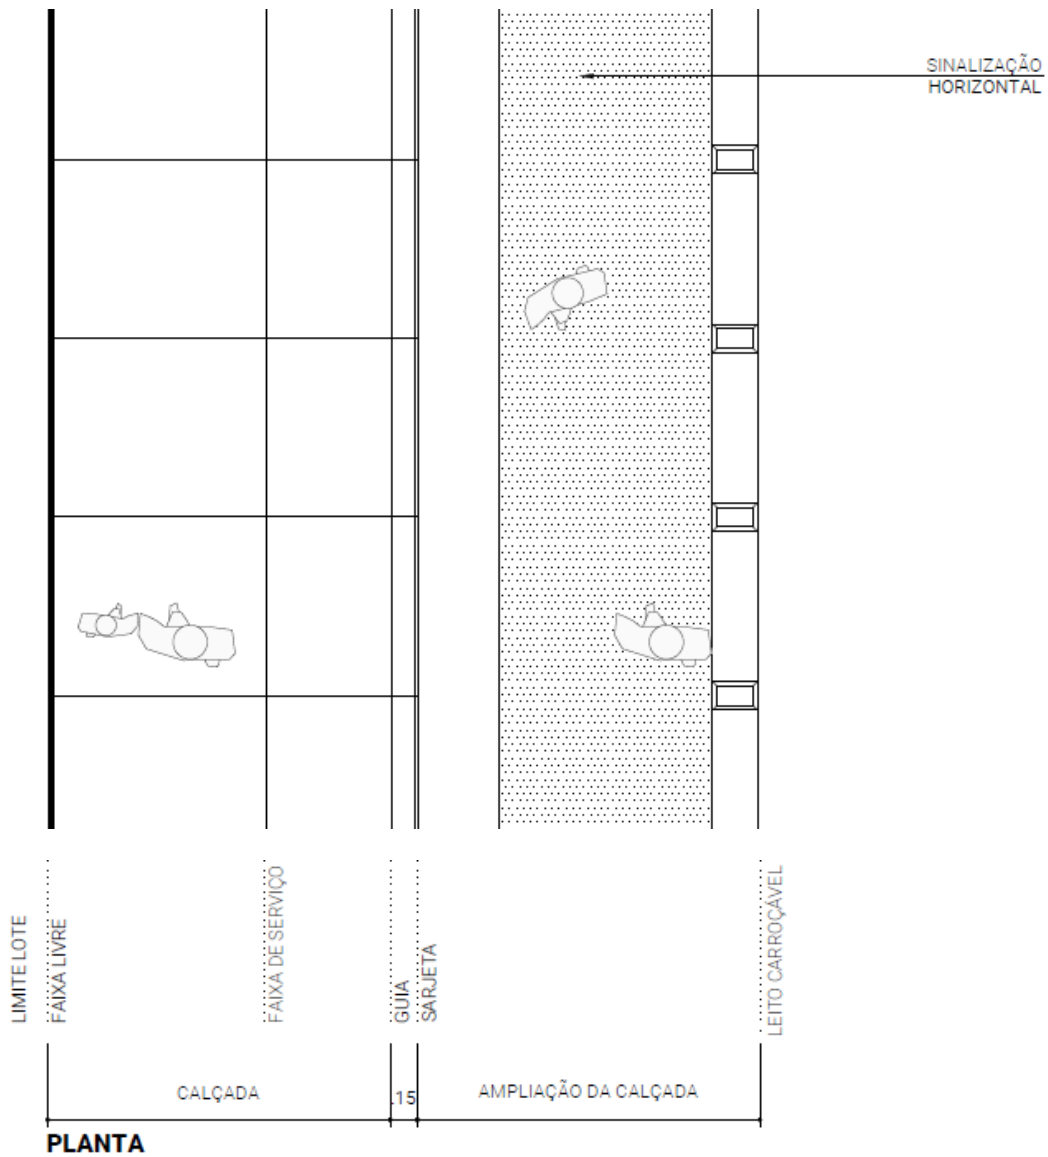 SINALIZAÇÃO
HORIZONTAL
LIMITE LOTE
FAIXA LIVRE
FAIXA DE SERVIÇO
GUIA
SARJETA
LEITO CARROÇÁVEL
CALÇADA
.15
AMPLIAÇÃO DA CALÇADA
PLANTA